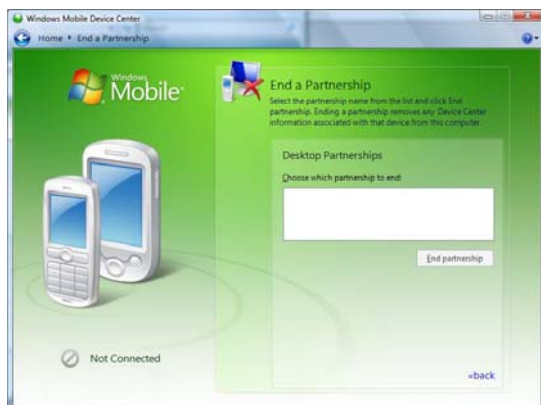 Windows Mobile Device Center
Home ▸ End a Partnership
Windows
Mobile®
End a Partnership
Select the partnership name from the list and click End
partnership. Ending a partnership removes any Device Center
information associated with that device from this computer.
Desktop Partnerships
Choose which partnership to end:
End partnership
Not Connected
«back